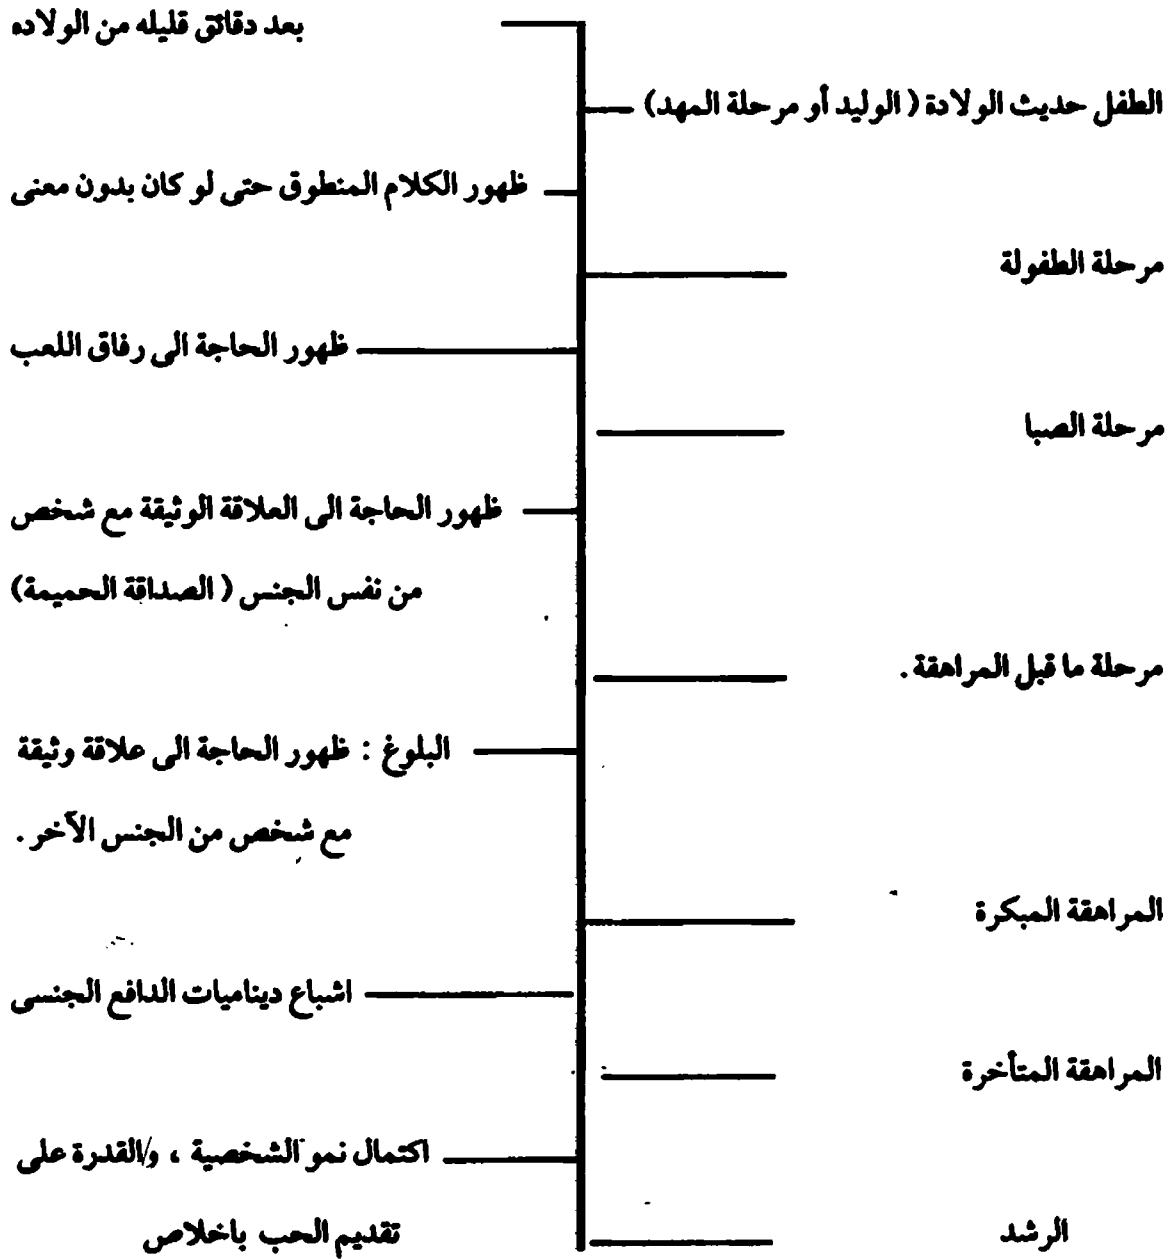 بعد دقائق قليله من الولاده
الطفل حديث الولادة ( الوليد أو مرحلة المهد)
ظهور الكلام المنطوق حتى لو كان بدون معنى
مرحلة الطفولة
ظهور الحاجة الى رفاق اللعب
مرحلة الصبا
ظهور الحاجة الى العلاقة الوثيقة مع شخص
من نفس الجنس ( الصداقة الحميمة)
مرحلة ما قبل المراهقة .
البلوغ : ظهور الحاجة الى علاقة وثيقة
مع شخص من الجنس الآخر .
المراهقة المبكرة
اشباع ديناميات الدافع الجنسى
المراهقة المتأخرة
اكتمال نمو الشخصية ، والقدرة على
تقديم الحب باخلاص
الرشد